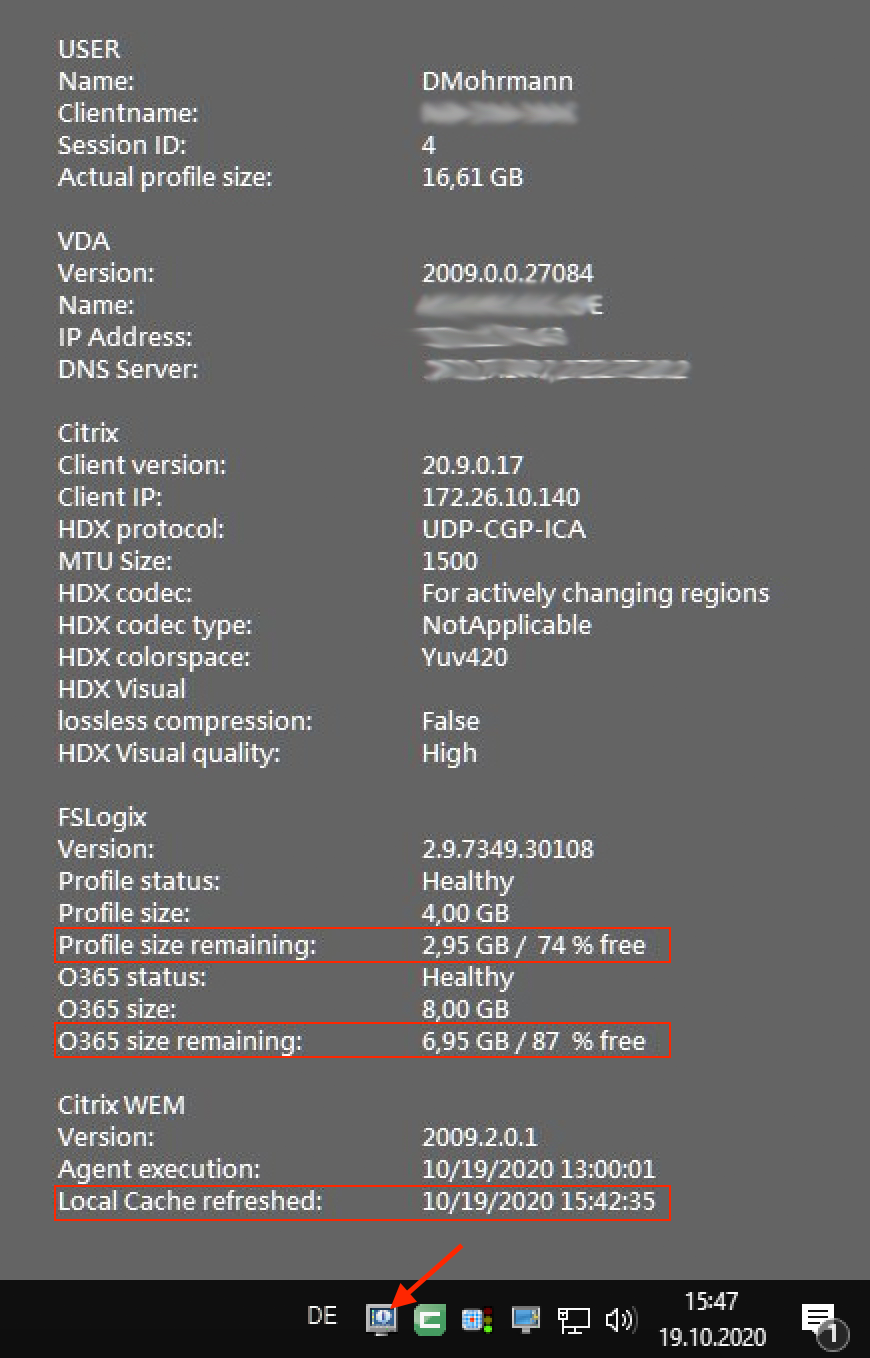 USER
Name: DMohrmann
Clientname:
Session ID: 4
Actual profile size: 16,61 GB
VDA
Version: 2009.0.0.27084
Name:
IP Address:
DNS Server:
Citrix
Client version: 20.9.0.17
Client IP: 172.26.10.140
HDX protocol: UDP-CGP-ICA
MTU Size: 1500
HDX codec: For actively changing regions
HDX codec type: NotApplicable
HDX colorspace: Yuv420
HDX Visual
lossless compression: False
HDX Visual quality: High
FSLogix
Version: 2.9.7349.30108
Profile status: Healthy
Profile size: 4,00 GB
Profile size remaining: 2,95 GB / 74 % free
O365 status: Healthy
O365 size: 8,00 GB
O365 size remaining: 6,95 GB / 87 % free
Citrix WEM
Version: 2009.2.0.1
Agent execution: 10/19/2020 13:00:01
Local Cache refreshed: 10/19/2020 15:42:35
DE
15:47
19.10.2020
1